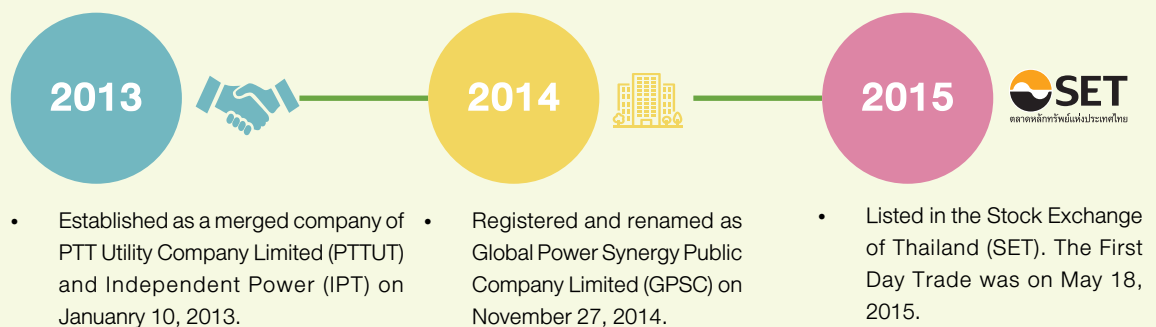 2013
2014
2015
SET
ตลาดหลักทรัพย์แห่งประเทศไทย
• Established as a merged company of
PTT Utility Company Limited (PTTUT)
and Independent Power (IPT) on
Januanry 10, 2013.
• Registered and renamed as
Global Power Synergy Public
Company Limited (GPSC) on
November 27, 2014.
• Listed in the Stock Exchange
of Thailand (SET). The First
Day Trade was on May 18,
2015.